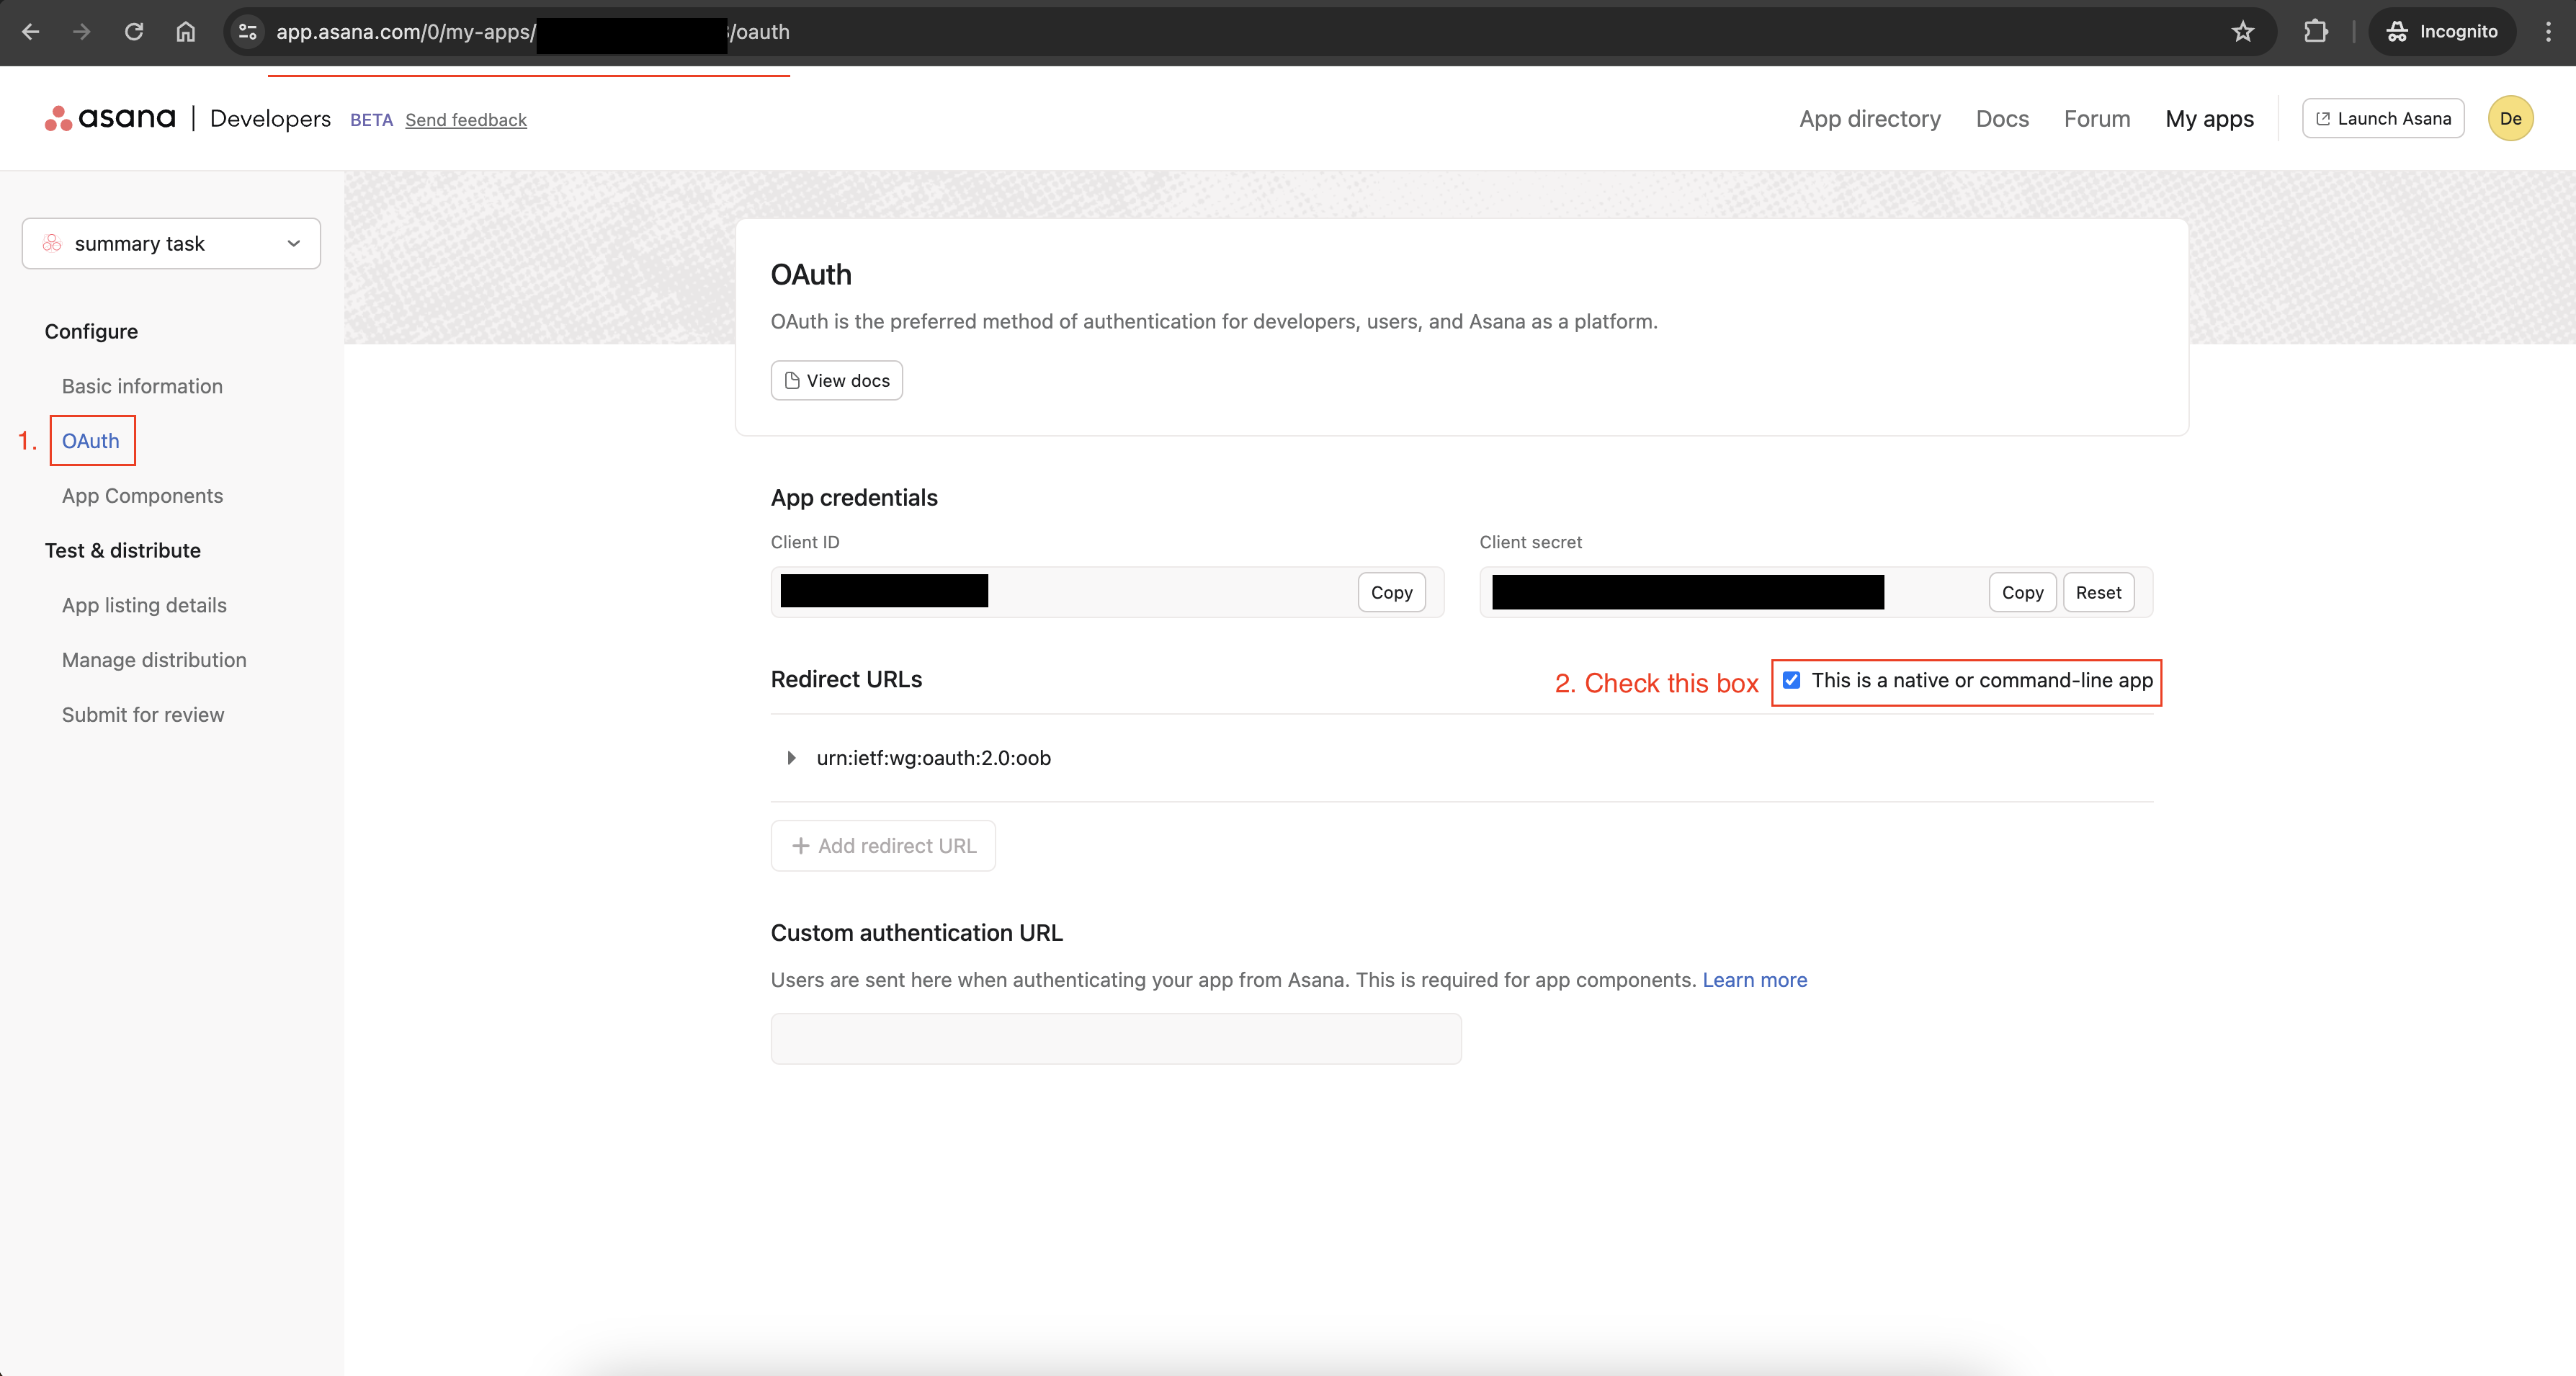 app.asana.com/0/my-apps/ /oauth
Incognito
asana | Developers BETA Send feedback
App directory Docs Forum My apps Launch Asana De
summary task
Configure
Basic information
1. OAuth
App Components
Test & distribute
App listing details
Manage distribution
Submit for review
OAuth
OAuth is the preferred method of authentication for developers, users, and Asana as a platform.
View docs
App credentials
Client ID
Copy
Client secret
Copy Reset
Redirect URLs
2. Check this box This is a native or command-line app
urn:ietf:wg:oauth:2.0:oob
+ Add redirect URL
Custom authentication URL
Users are sent here when authenticating your app from Asana. This is required for app components. Learn more